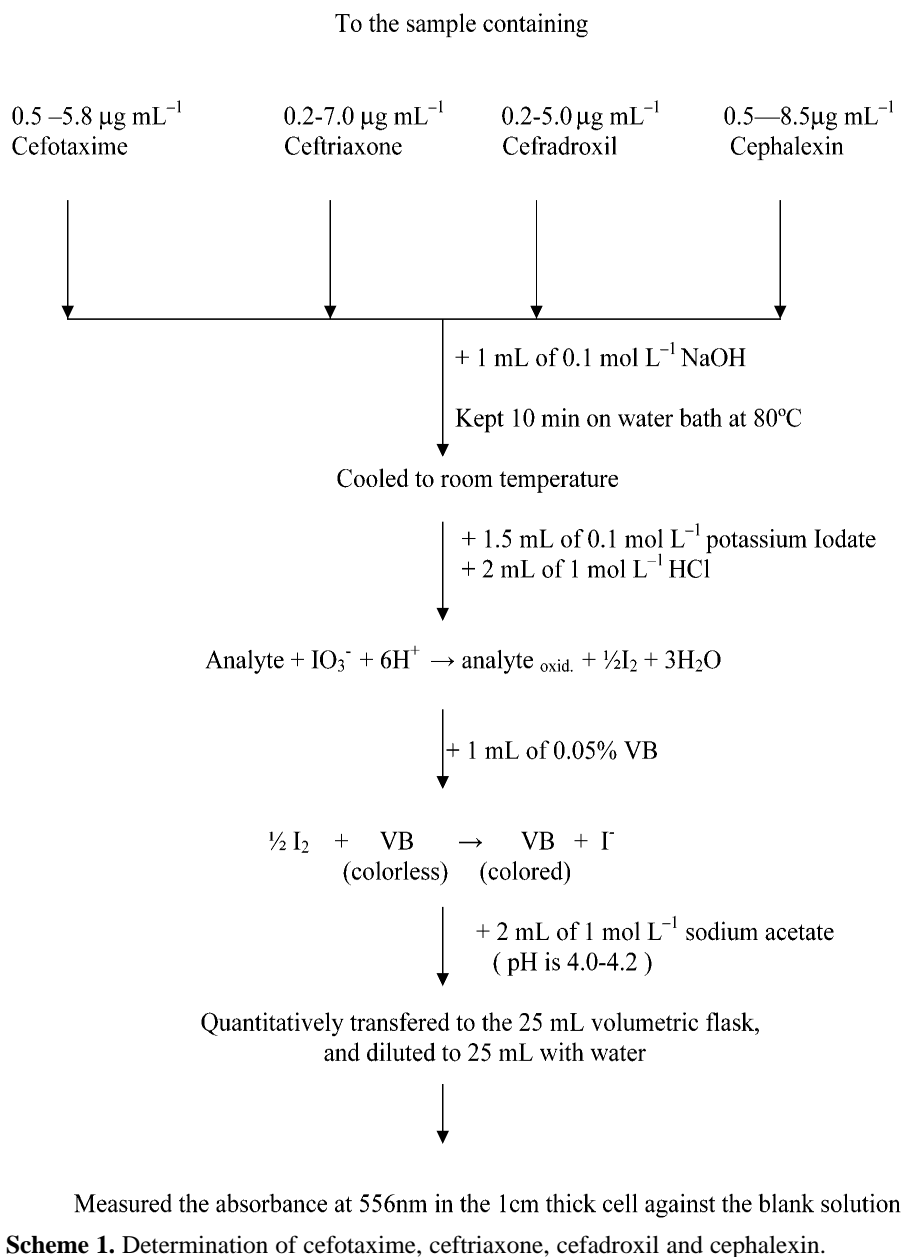 To the sample containing
0.5 –5.8 µg mL⁻¹ 0.2-7.0 µg mL⁻¹ 0.2-5.0 µg mL⁻¹ 0.5—8.5µg mL⁻¹
Cefotaxime Ceftriaxone Cefradroxil Cephalexin
+ 1 mL of 0.1 mol L⁻¹ NaOH
Kept 10 min on water bath at 80ºC
Cooled to room temperature
+ 1.5 mL of 0.1 mol L⁻¹ potassium Iodate
+ 2 mL of 1 mol L⁻¹ HCl
Analyte + IO₃⁻ + 6H⁺ → analyte oxid. + ½I₂ + 3H₂O
+ 1 mL of 0.05% VB
½ I₂ + VB → VB + I⁻
(colorless) (colored)
+ 2 mL of 1 mol L⁻¹ sodium acetate
( pH is 4.0-4.2 )
Quantitatively transfered to the 25 mL volumetric flask,
and diluted to 25 mL with water
Measured the absorbance at 556nm in the 1cm thick cell against the blank solution
Scheme 1. Determination of cefotaxime, ceftriaxone, cefadroxil and cephalexin.